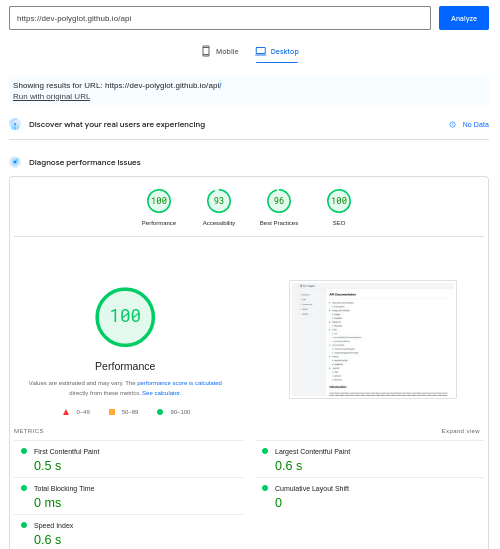 https://dev-polyglot.github.io/api
Analyze
Mobile
Desktop
Showing results for URL: https://dev-polyglot.github.io/api/
Run with original URL
Discover what your real users are experiencing
No Data
Diagnose performance issues
100
93
96
100
Performance
Accessibility
Best Practices
SEO
100
API Documentation
Introduction
Performance
Values are estimated and may vary. The performance score is calculated
directly from these metrics. See calculator.
0–49
50–89
90–100
METRICS
Expand view
First Contentful Paint
0.5 s
Largest Contentful Paint
0.6 s
Total Blocking Time
0 ms
Cumulative Layout Shift
0
Speed Index
0.6 s